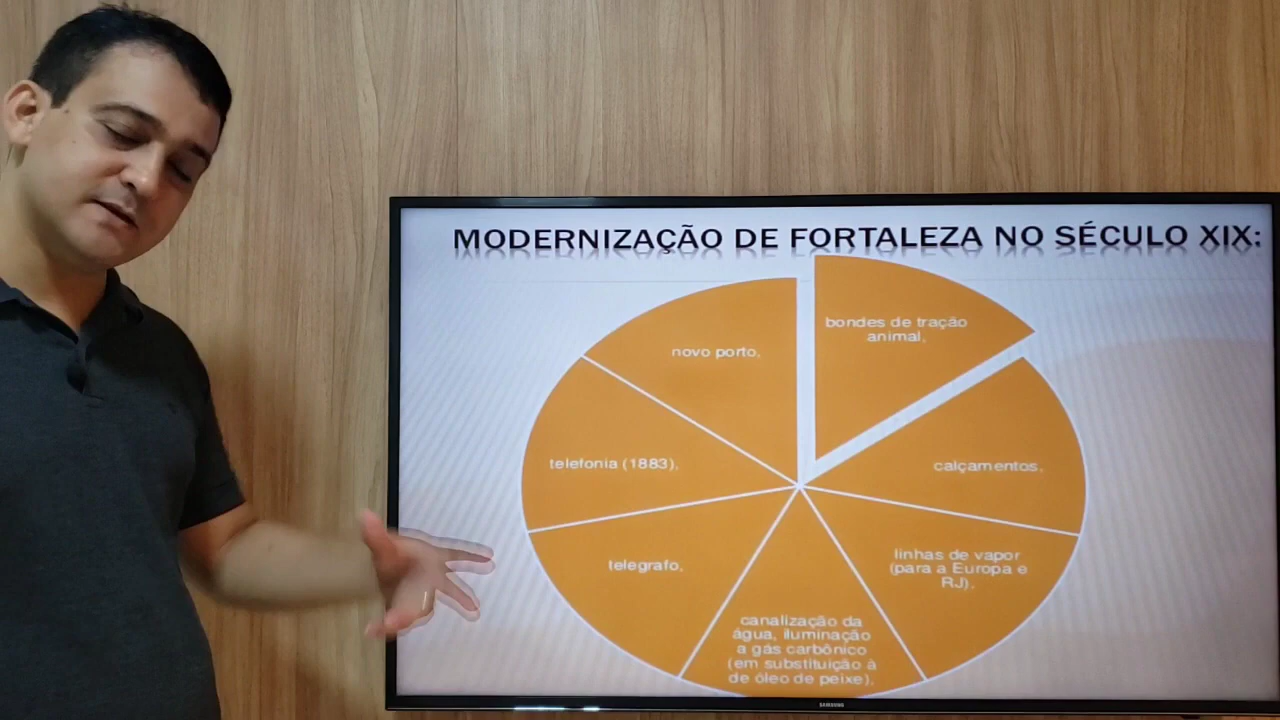 MODERNIZAÇÃO DE FORTALEZA NO SÉCULO XIX:
bondes de tração
animal,
novo porto,
calçamentos,
telefonia (1883),
linhas de vapor
(para a Europa e
RJ),
telegrafo,
canalização da
água, iluminação
a gás carbônico
(em substituição à
de óleo de peixe),
SAMSUNG